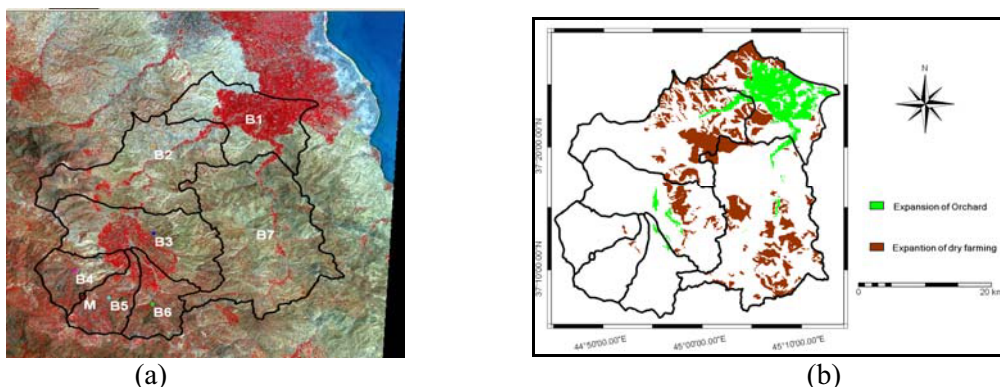 B1
B2
B3
B7
B4
M
B5
B6
(a)
N
37°20'00.00"N
37°10'00.00"N
Expansion of Orchard
Expantion of dry farming
0
20 km
44°50'00.00"E
45°00'00.00"E
45°10'00.00"E
(b)